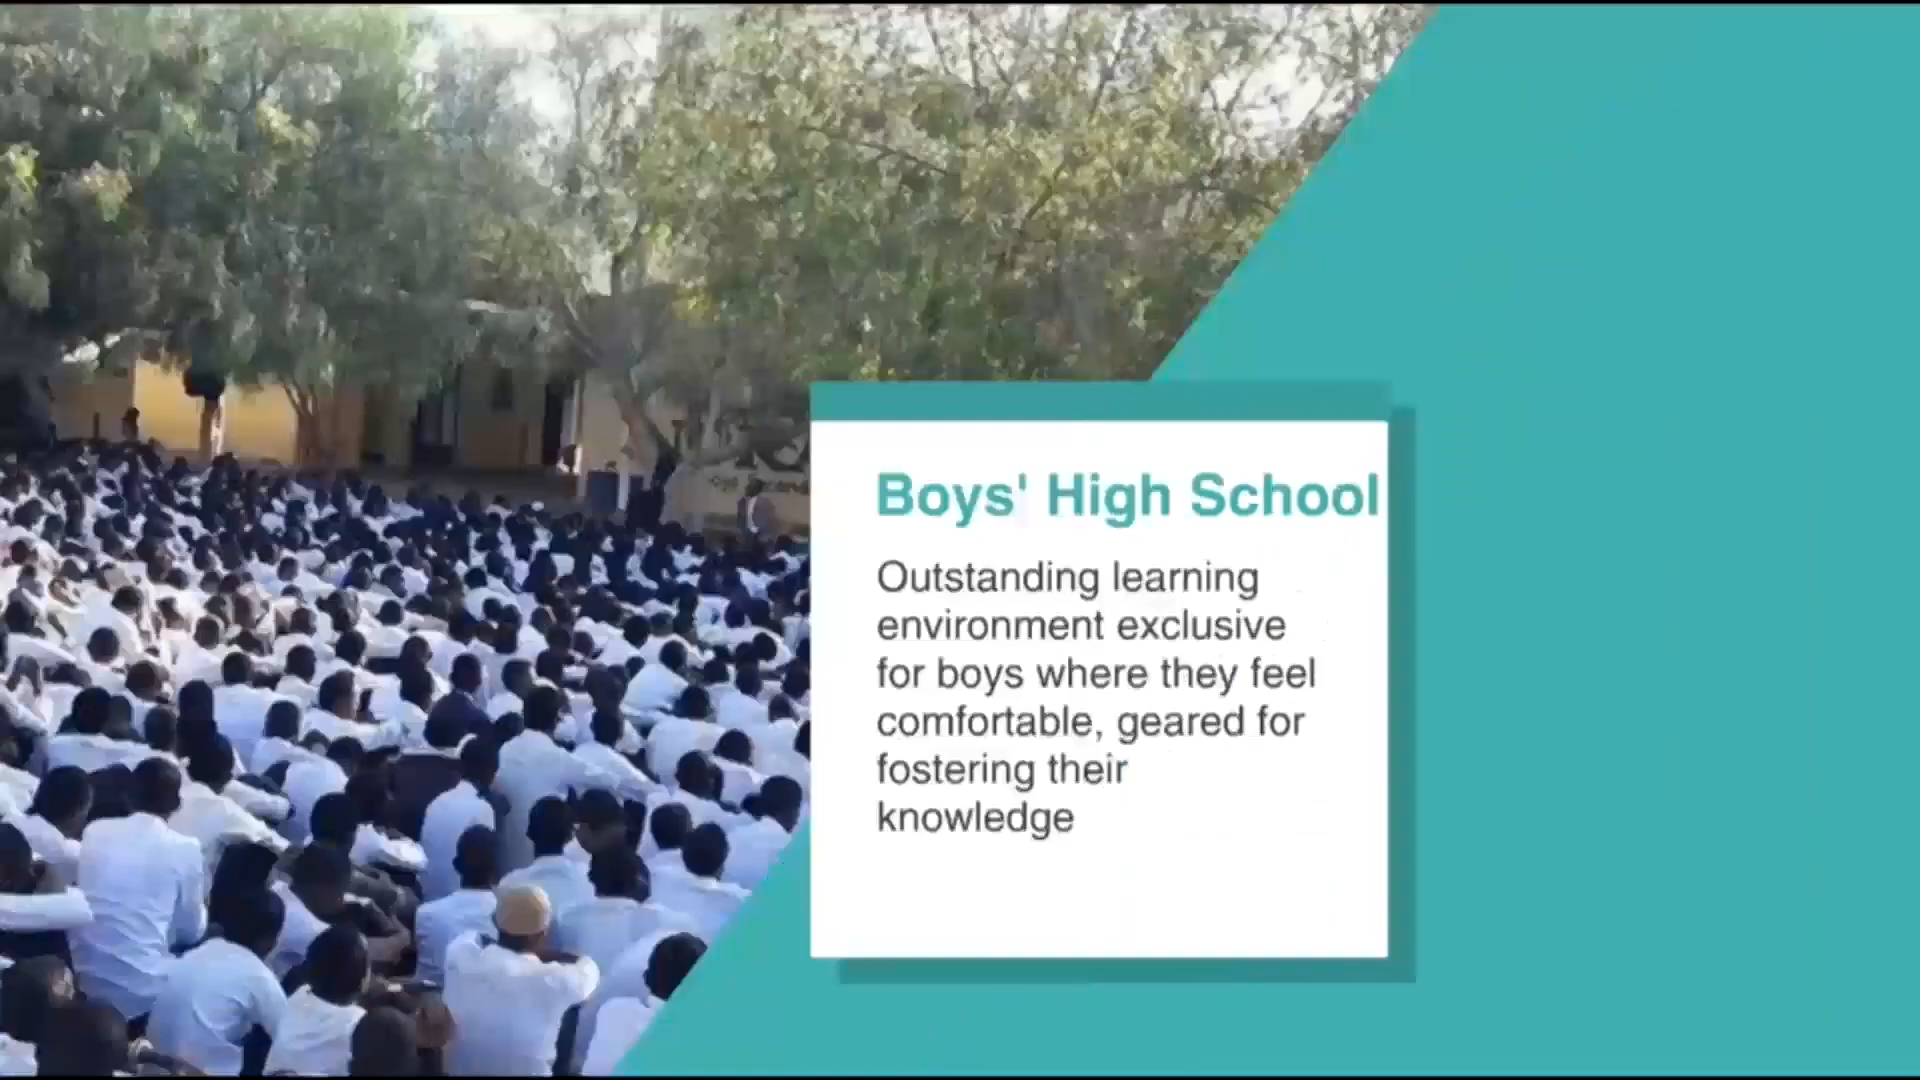 Boys' High School
Outstanding learning
environment exclusive
for boys where they feel
comfortable, geared for
fostering their
knowledge